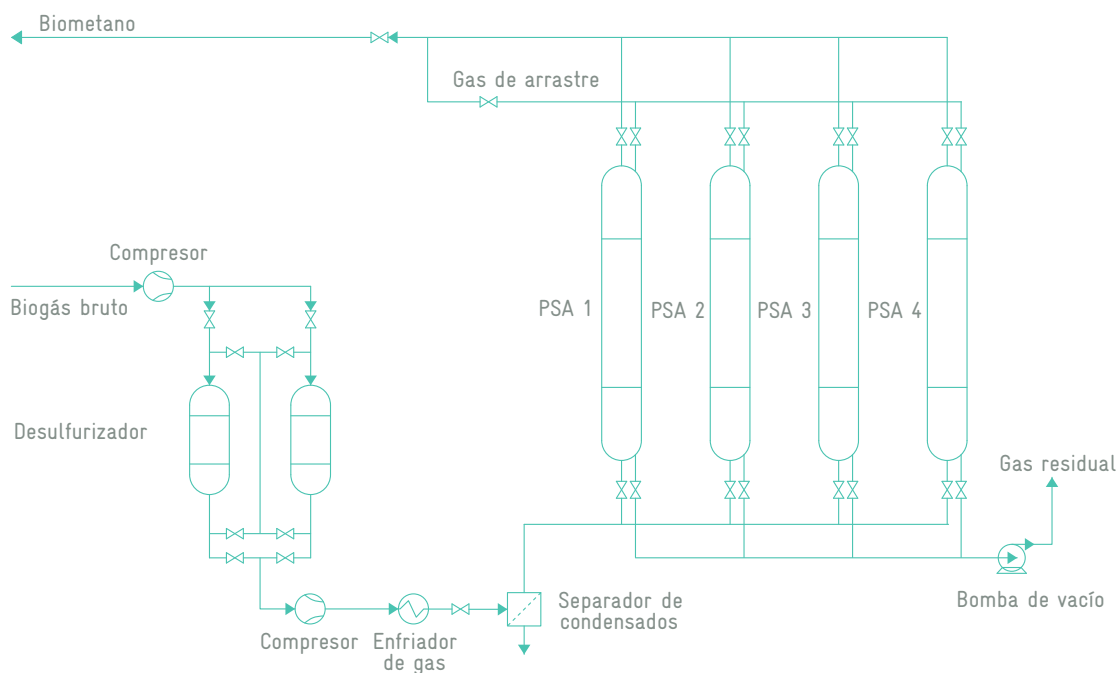 Biometano
Gas de arrastre
Compresor
Biogás bruto
PSA 1
PSA 2
PSA 3
PSA 4
Desulfurizador
Gas residual
Bomba de vacío
Separador de
condensados
Compresor
Enfriador
de gas